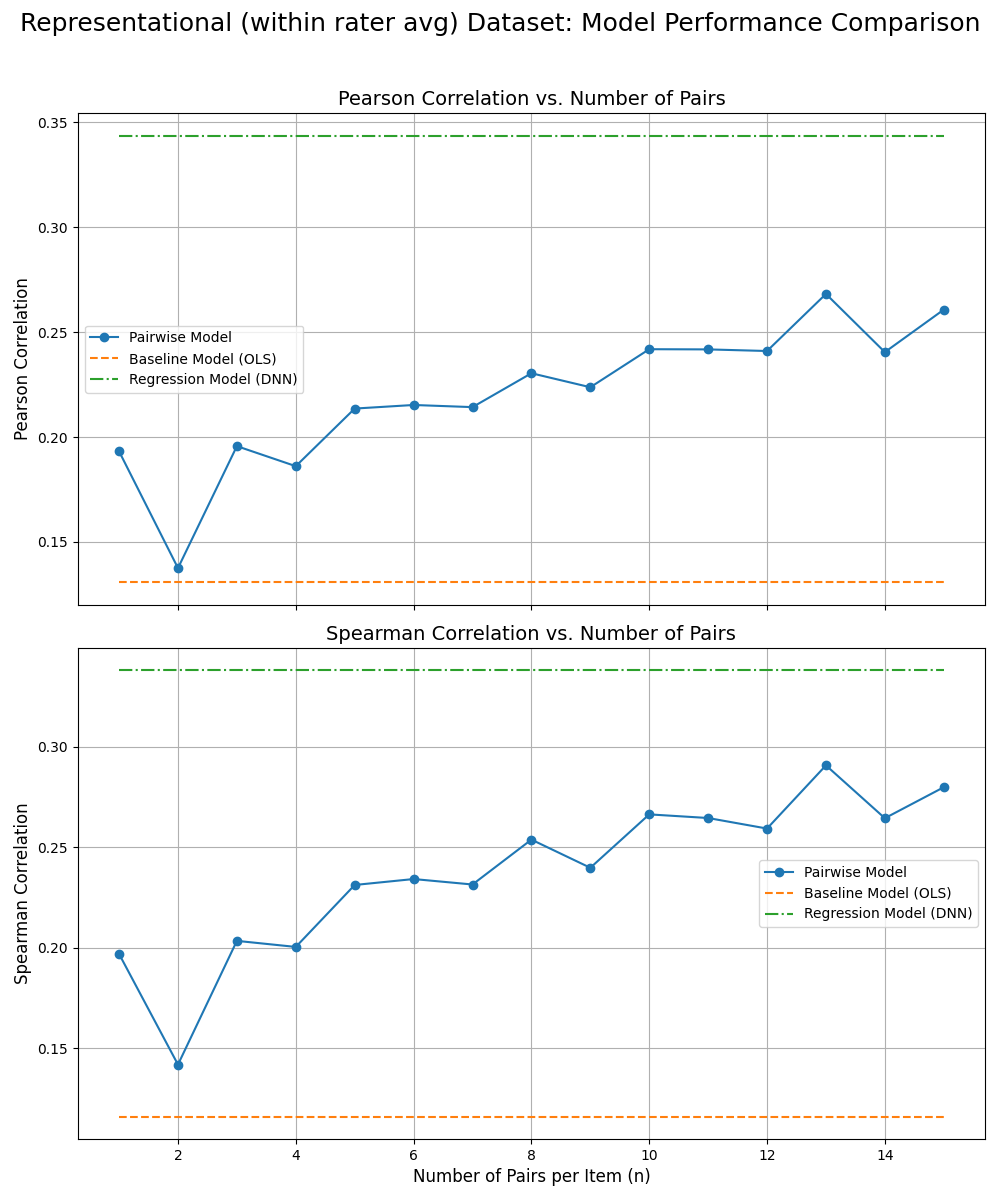 Representational (within rater avg) Dataset: Model Performance Comparison
Pearson Correlation vs. Number of Pairs
0.35
0.30
0.25
0.20
0.15
Pearson Correlation
Pairwise Model
Baseline Model (OLS)
Regression Model (DNN)
Spearman Correlation vs. Number of Pairs
0.30
0.25
0.20
0.15
Spearman Correlation
Pairwise Model
Baseline Model (OLS)
Regression Model (DNN)
2 4 6 8 10 12 14
Number of Pairs per Item (n)